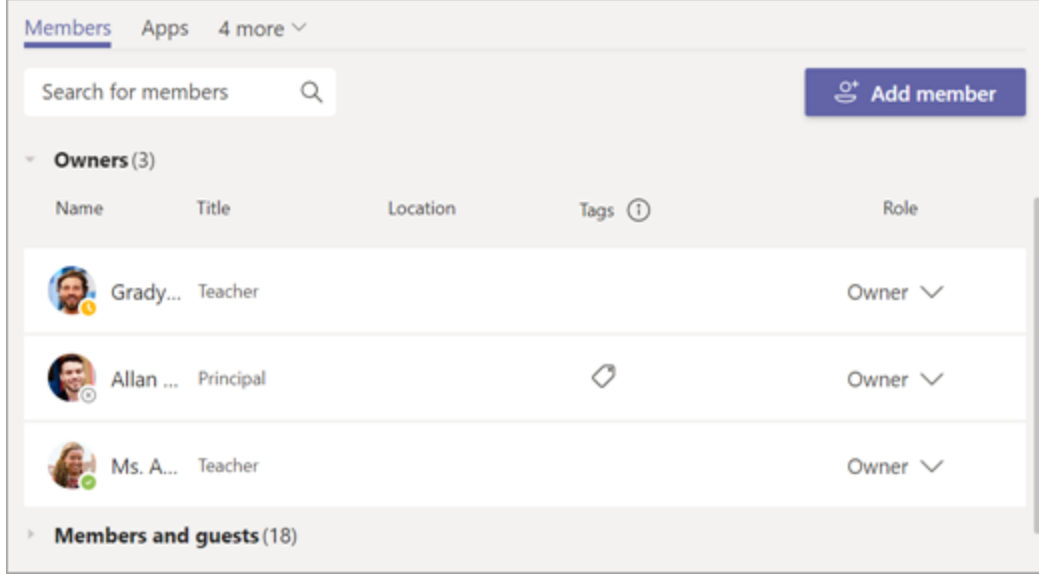 Members Apps 4 more
Search for members
Add member
Owners (3)
Name Title Location Tags Role
Grady... Teacher Owner
Allan ... Principal Owner
Ms. A... Teacher Owner
Members and guests (18)